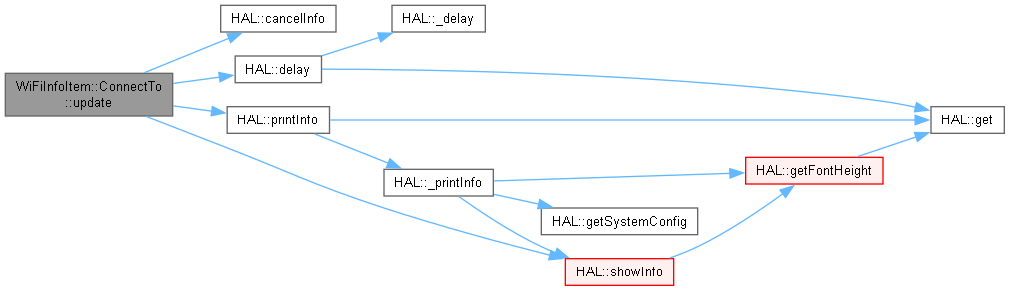 HAL::cancelInfo
HAL::_delay
WiFiInfoItem::ConnectTo
::update
HAL::delay
HAL::printInfo
HAL::get
HAL::_printInfo
HAL::getFontHeight
HAL::getSystemConfig
HAL::showInfo